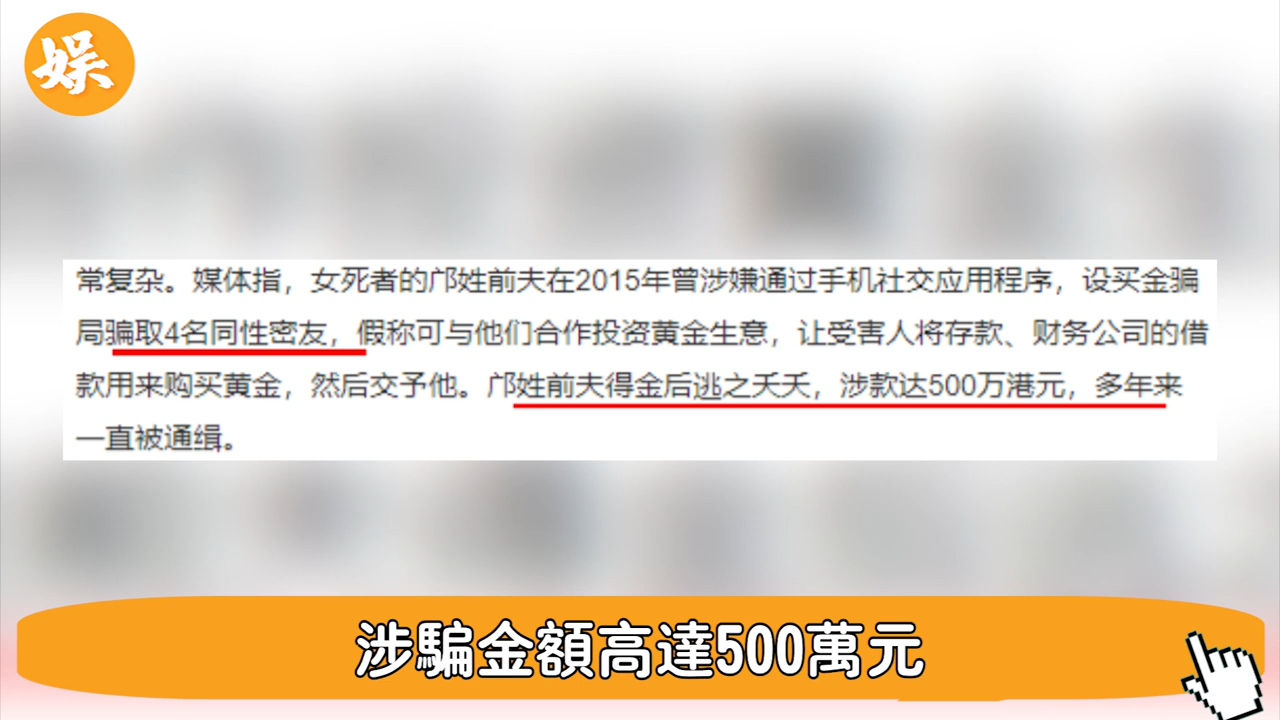 娱
常复杂。媒体指，女死者的邝姓前夫在2015年曾涉嫌通过手机社交应用程序，设买金骗
局骗取4名同性密友，假称可与他们合作投资黄金生意，让受害人将存款、财务公司的借
款用来购买黄金，然后交予他。邝姓前夫得金后逃之夭夭，涉款达500万港元，多年来
一直被通缉。
涉騙金額高達500萬元